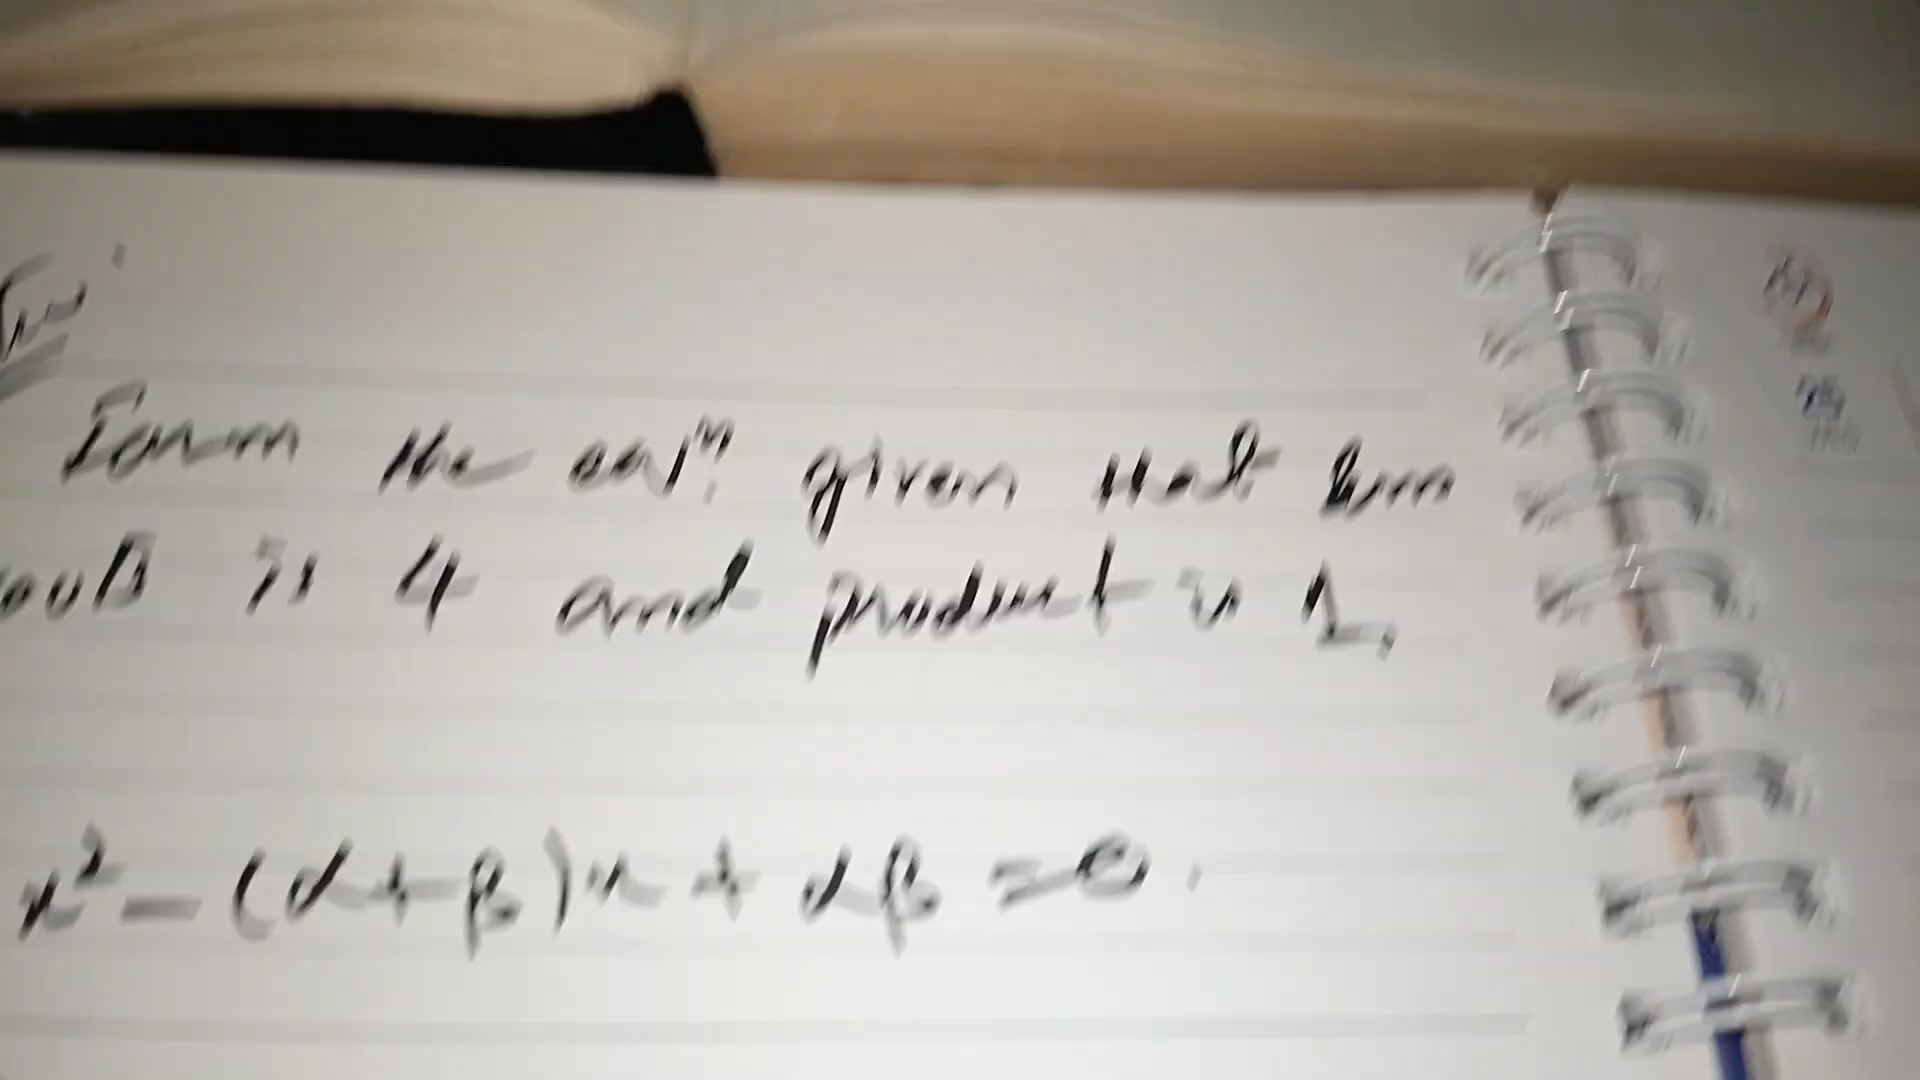 Form the eqn. given that sum
roots is 4 and product is 1.
x² - (α+β)x + αβ = 0.